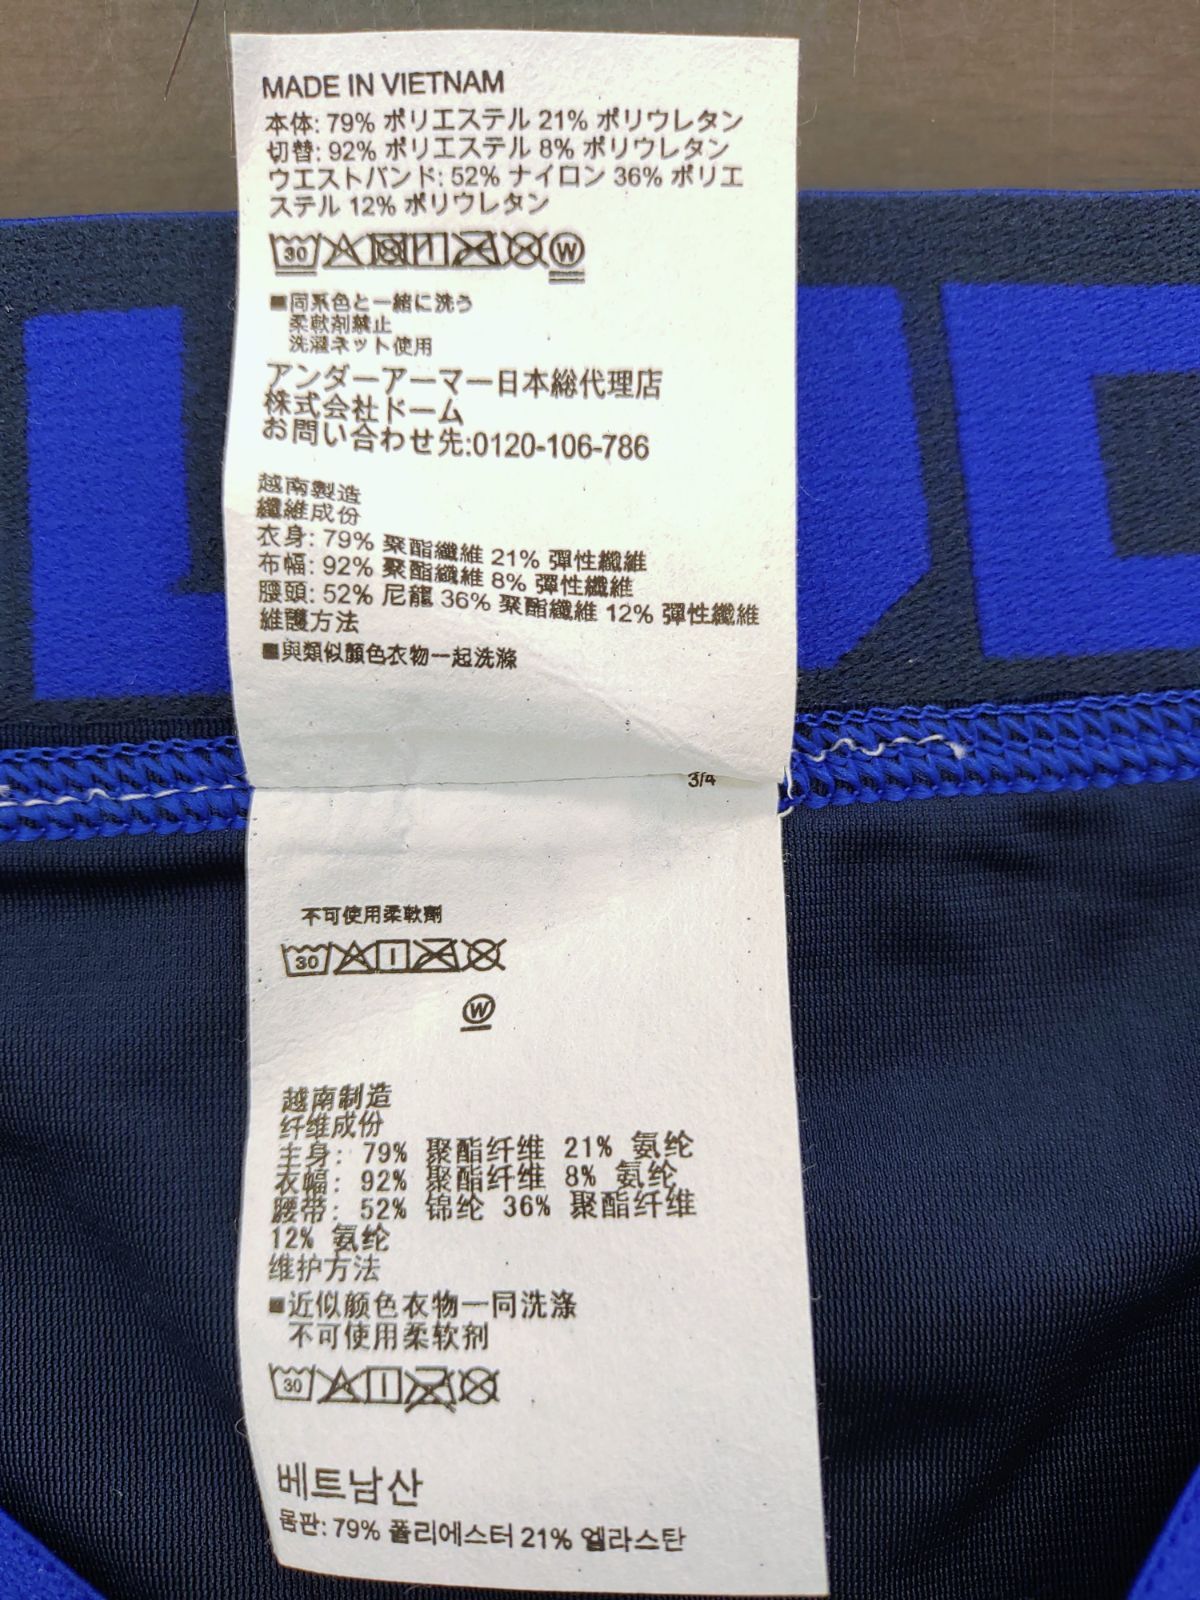 MADE IN VIETNAM
本体: 79% ポリエステル 21% ポリウレタン
切替: 92% ポリエステル 8% ポリウレタン
ウエストバンド: 52% ナイロン 36% ポリエ
ステル 12% ポリウレタン
30
W
■同系色と一緒に洗う
柔軟剤禁止
洗濯ネット使用
アンダーアーマー日本総代理店
株式会社ドーム
お問い合わせ先:0120-106-786
越南製造
纖維成份
衣身: 79% 聚酯纖維 21% 彈性纖維
布幅: 92% 聚酯纖維 8% 彈性纖維
腰頭: 52% 尼龍 36% 聚酯纖維 12% 彈性纖維
維護方法
■與類似顏色衣物一起洗滌
3/4
不可使用柔軟劑
30
W
越南制造
纤维成份
主身: 79% 聚酯纤维 21% 氨纶
衣幅: 92% 聚酯纤维 8% 氨纶
腰带: 52% 锦纶 36% 聚酯纤维
12% 氨纶
维护方法
■近似颜色衣物一同洗涤
不可使用柔软剂
30
베트남산
몸판: 79% 폴리에스터 21% 엘라스탄